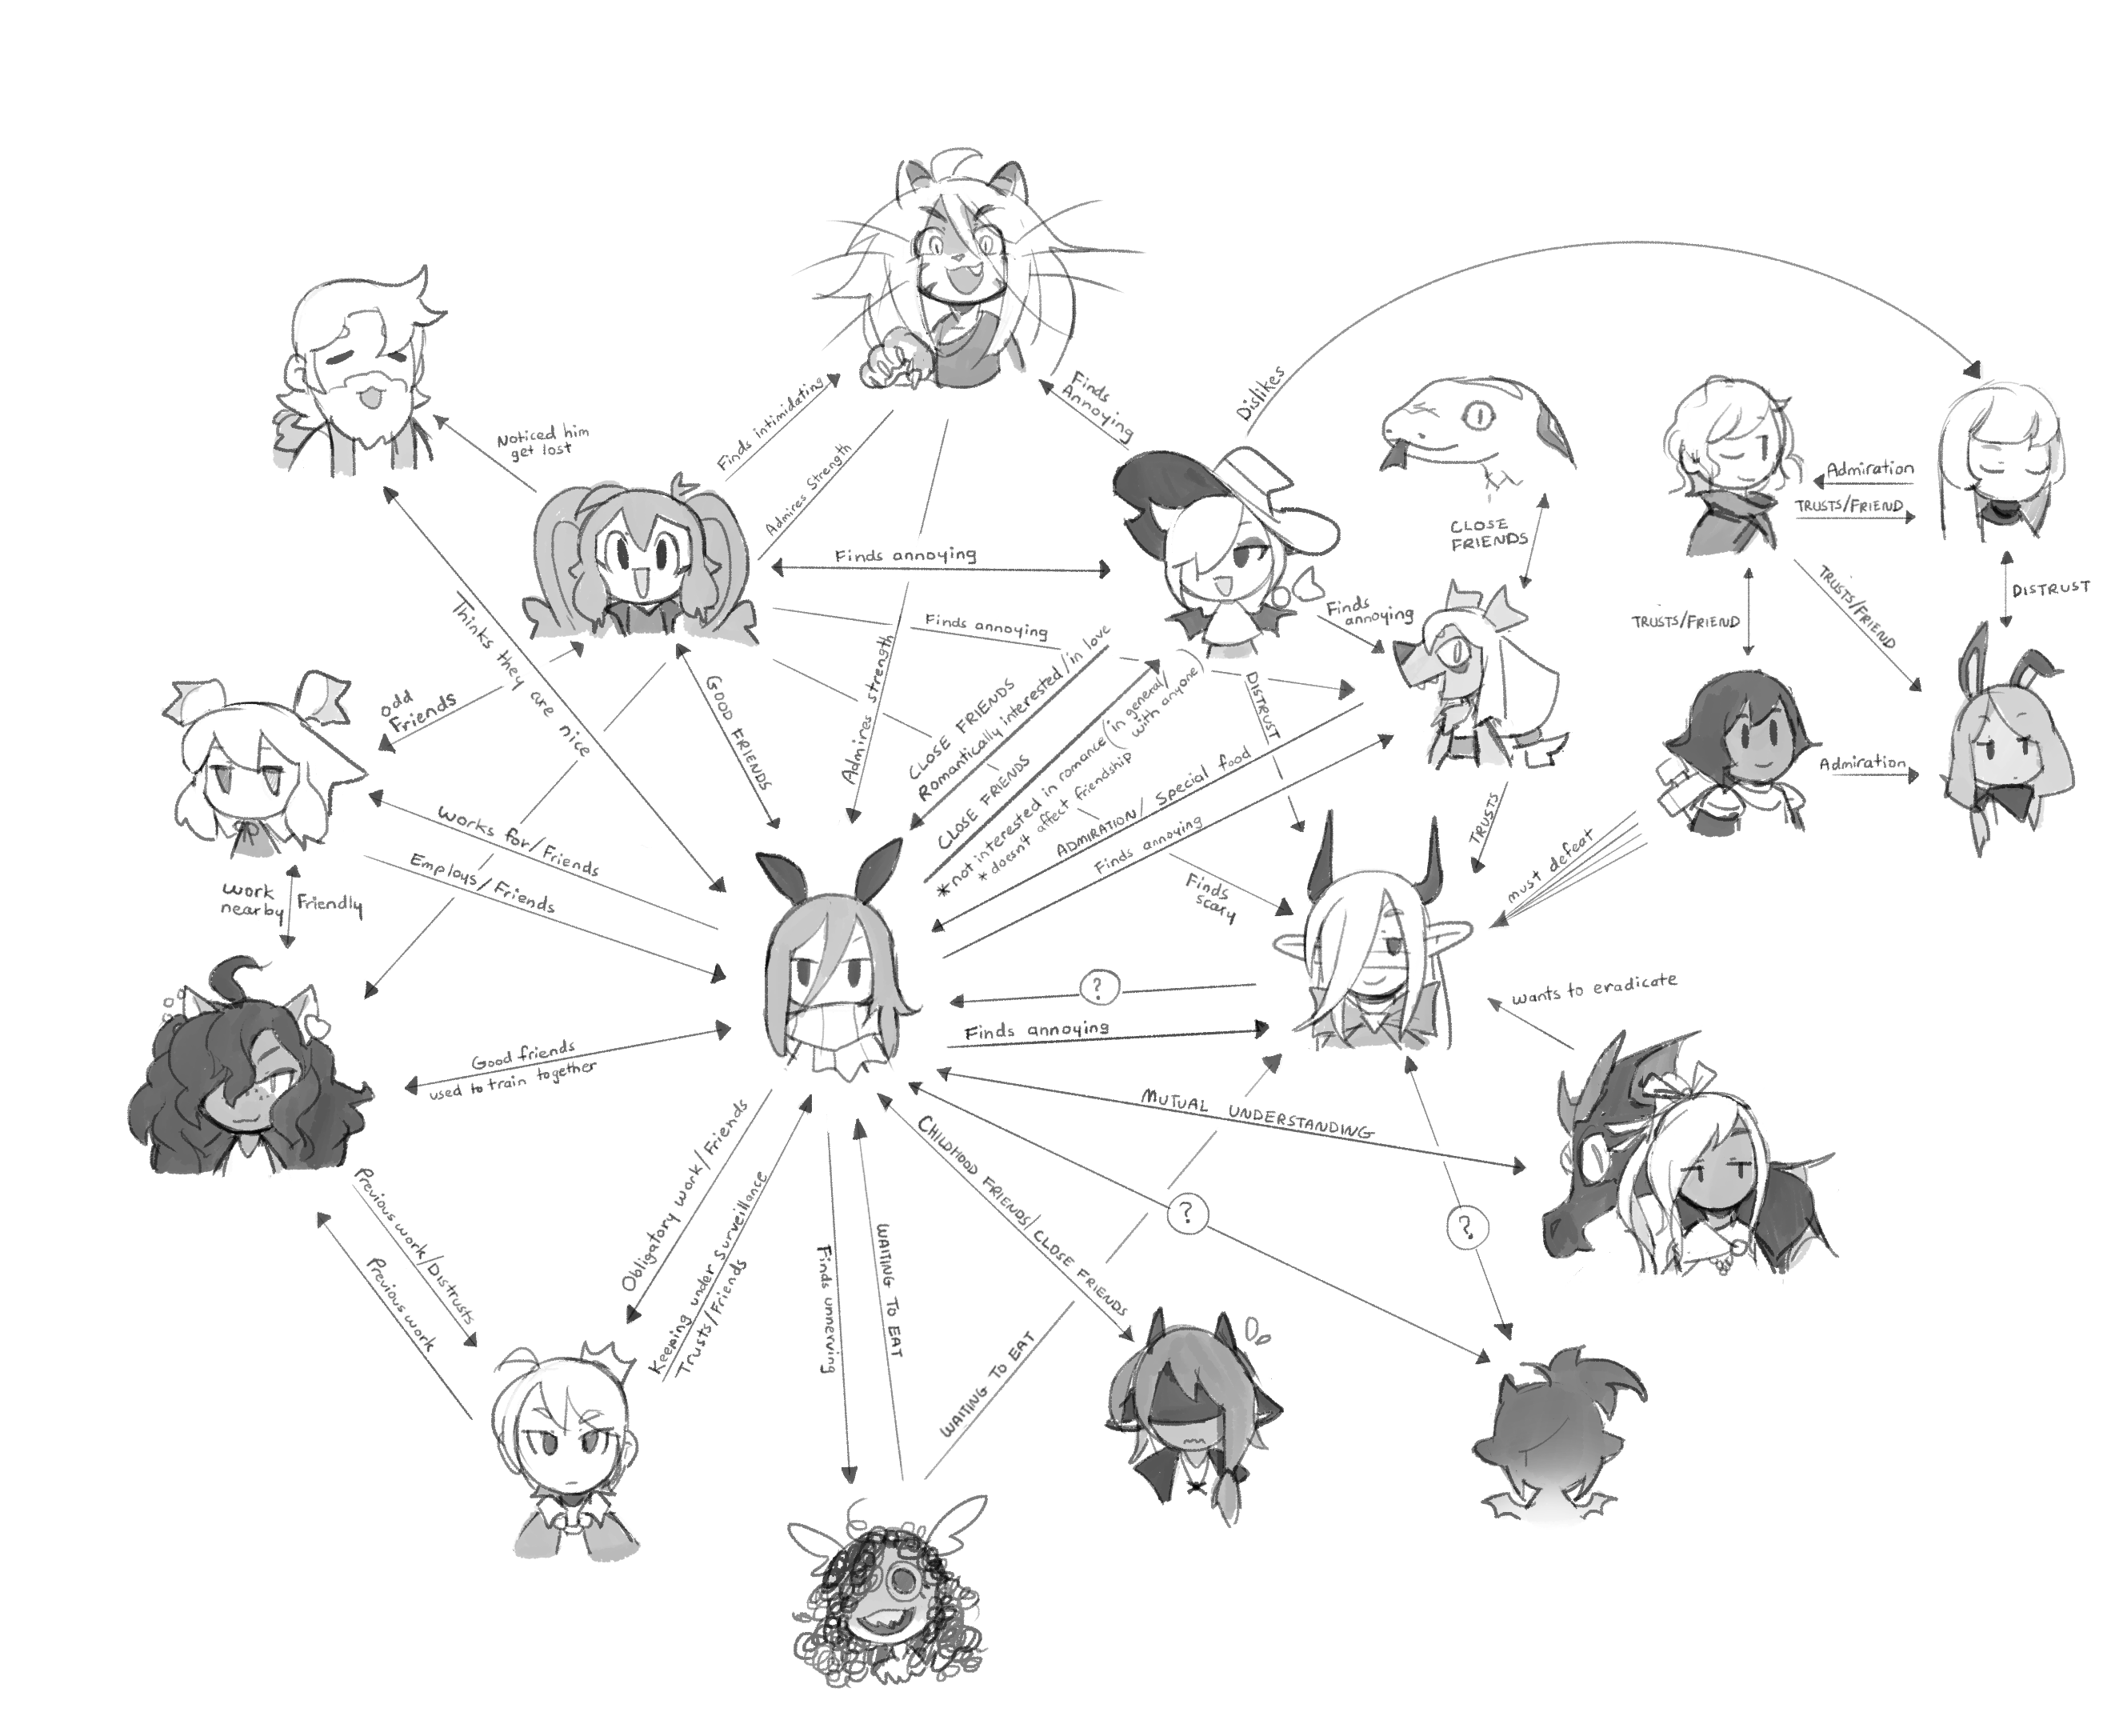 Dislikes
Finds
Annoying
Finds intimidating
Admires Strength
Noticed him
get lost
CLOSE
FRIENDS
Admiration
TRUSTS/FRIEND
Finds annoying
TRUSTS/FRIEND
DISTRUST
TRUSTS/FRIEND
Finds
annoying
Finds annoying
Thinks they are nice
GOOD FRIENDS
Admires strength
odd
Friends
CLOSE FRIENDS
Romantically interested/in love
CLOSE FRIENDS
*not interested in romance (in general/
with anyone)
*doesn't affect friendship
DISTRUST
ADMIRATION/ Special food
Finds annoying
TRUSTS
Admiration
must defeat
Works for/Friends
Employs/Friends
Finds
scary
work
nearby
Friendly
?
Finds annoying
wants to eradicate
Good friends
used to train together
MUTUAL UNDERSTANDING
Obligatory work/Friends
Keeping under surveillance
Trusts/Friends
CHILDHOOD FRIENDS/CLOSE FRIENDS
?
?
Previous work/Distrusts
Previous work
Finds unnerving
WAITING TO EAT
WAITING TO EAT